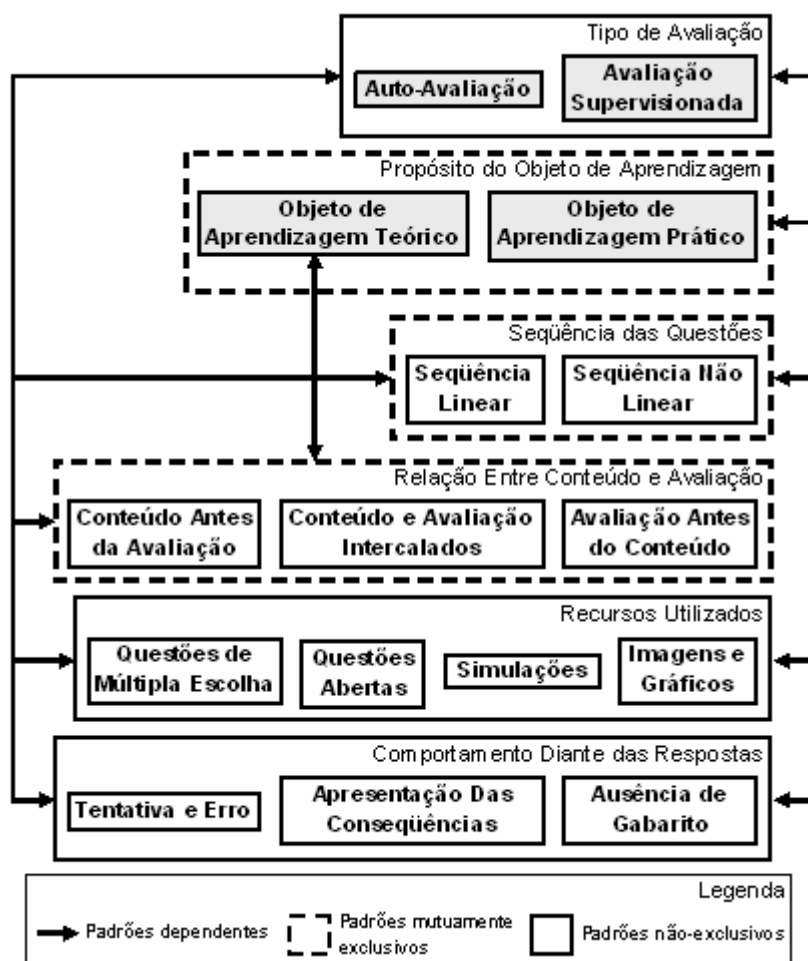 Tipo de Avaliação
Auto-Avaliação
Avaliação
Supervisionada
Propósito do Objeto de Aprendizagem
Objeto de
Aprendizagem Teórico
Objeto de
Aprendizagem Prático
Seqüência das Questões
Seqüência
Linear
Seqüência Não
Linear
Relação Entre Conteúdo e Avaliação
Conteúdo Antes
da Avaliação
Conteúdo e Avaliação
Intercalados
Avaliação Antes
do Conteúdo
Recursos Utilizados
Questões de
Múltipla Escolha
Questões
Abertas
Simulações
Imagens e
Gráficos
Comportamento Diante das Respostas
Tentativa e Erro
Apresentação Das
Conseqüências
Ausência de
Gabarito
Legenda
Padrões dependentes
Padrões mutuamente
exclusivos
Padrões não-exclusivos